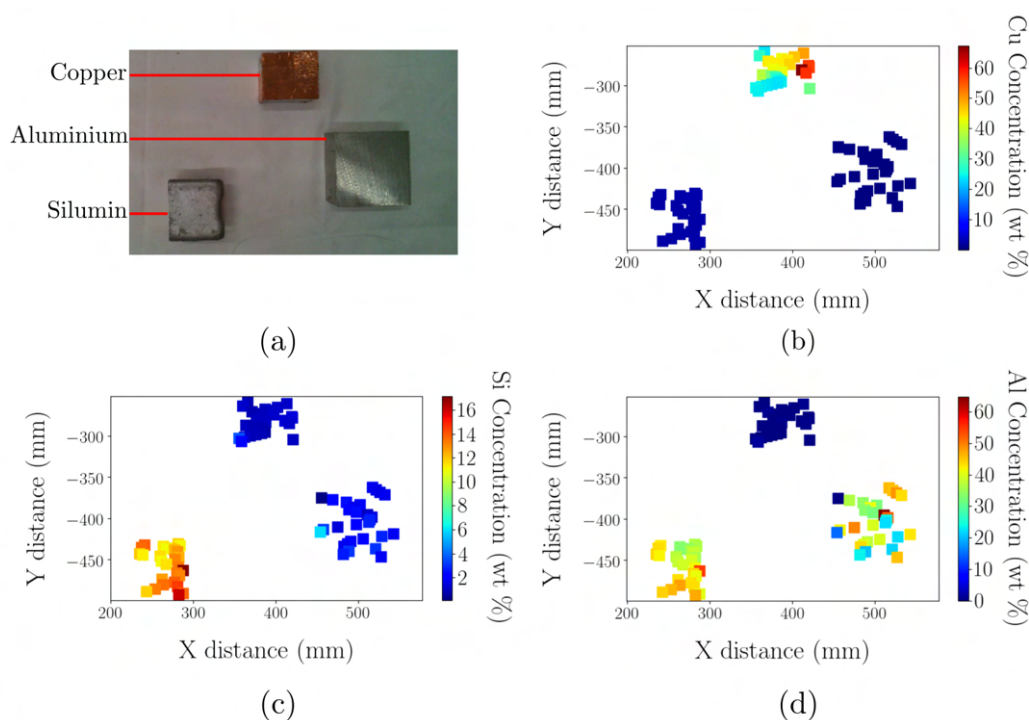 Copper
Aluminium
Silumin
(a)
Y distance (mm)
−300
−350
−400
−450
200
300
400
500
X distance (mm)
60
50
40
30
20
10
Cu Concentration (wt %)
(b)
Y distance (mm)
−300
−350
−400
−450
200
300
400
500
X distance (mm)
16
14
12
10
8
6
4
2
Si Concentration (wt %)
(c)
Y distance (mm)
−300
−350
−400
−450
200
300
400
500
X distance (mm)
60
50
40
30
20
10
0
Al Concentration (wt %)
(d)